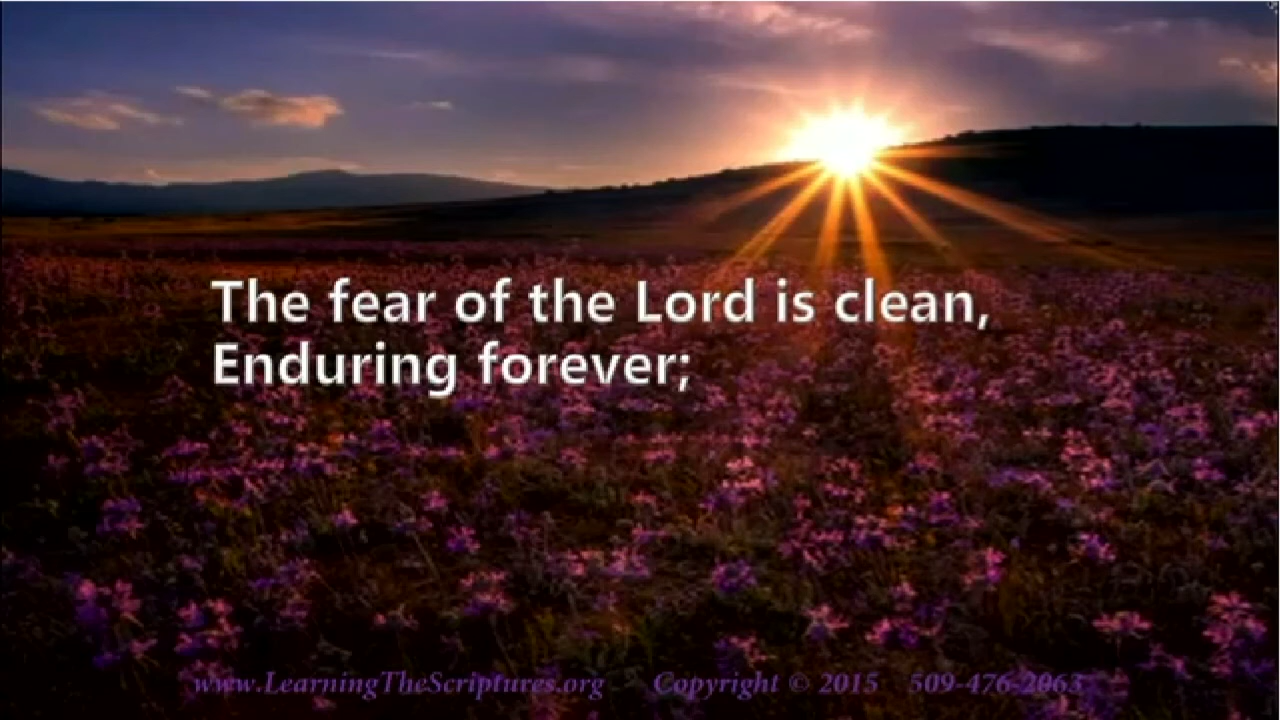 The fear of the Lord is clean,
Enduring forever;
www.LearningTheScriptures.org Copyright © 2015 509-476-2063